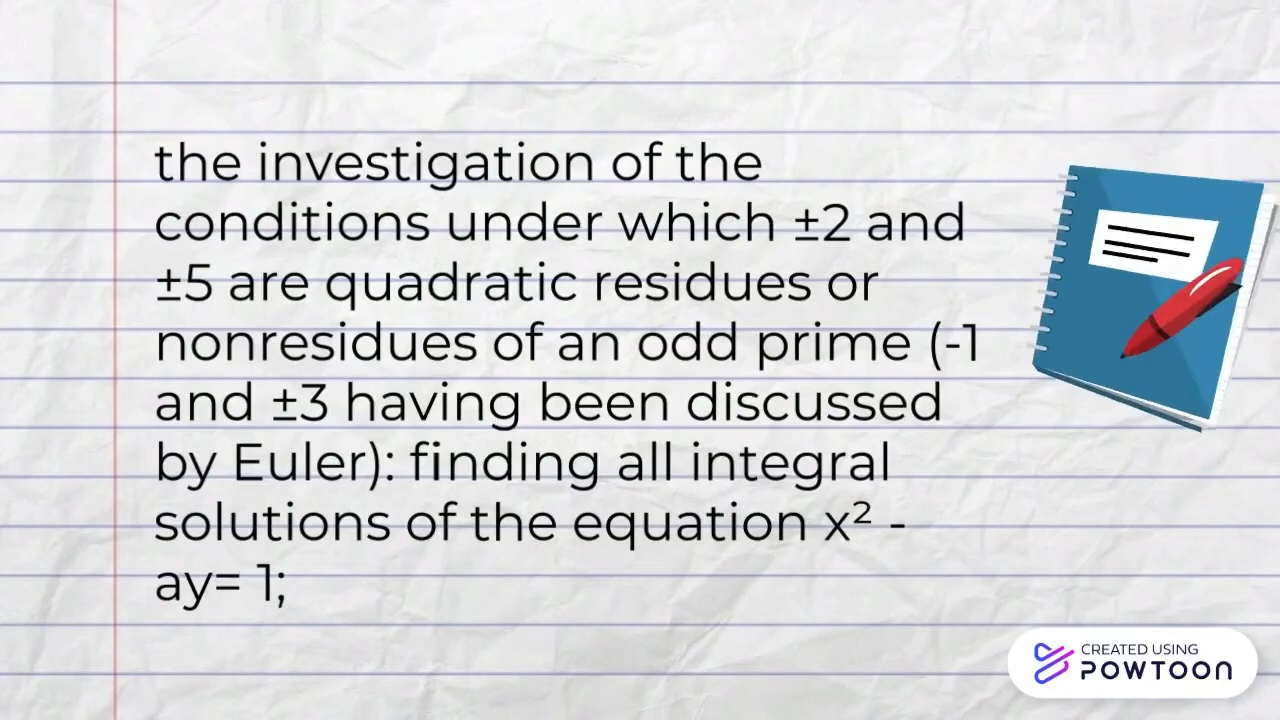 the investigation of the
conditions under which ±2 and
±5 are quadratic residues or
nonresidues of an odd prime (-1
and ±3 having been discussed
by Euler): finding all integral
solutions of the equation x² -
ay= 1;
CREATED USING
POWTOON